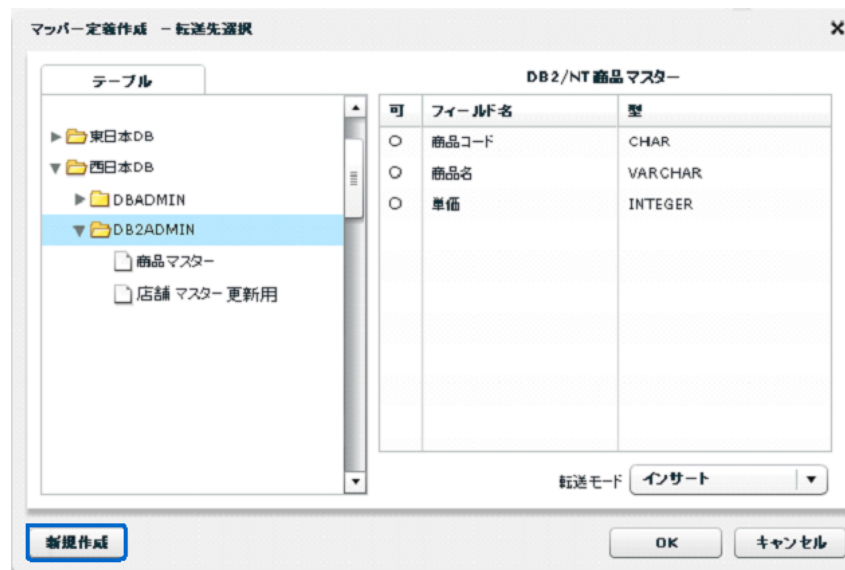 マッパー定義作成 －転送先選択
テーブル
東日本DB
西日本DB
DBADMIN
DB2ADMIN
商品マスター
店舗 マスター 更新用
DB2/NT 商品マスター
可 フィールド名 型
○ 商品コード CHAR
○ 商品名 VARCHAR
○ 単価 INTEGER
転送モード インサート
新規作成 OK キャンセル